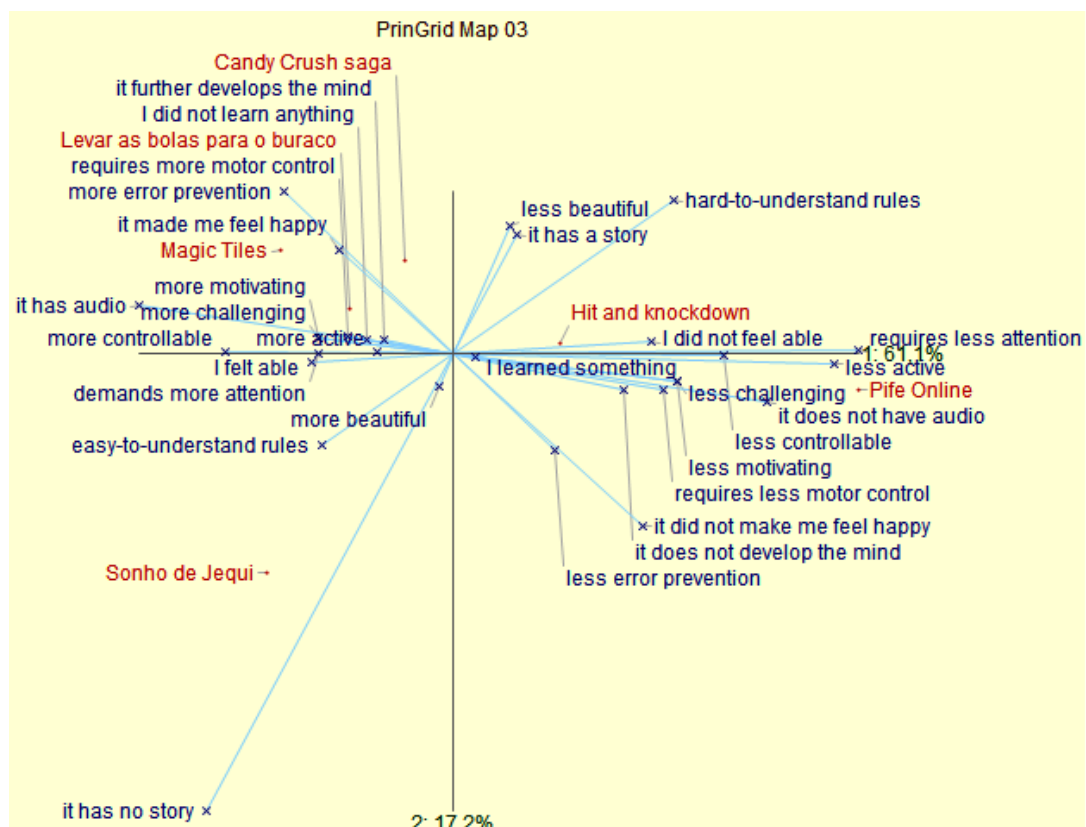 PrinGrid Map 03
Candy Crush saga
it further develops the mind
I did not learn anything
Levar as bolas para o buraco
requires more motor control
more error prevention
hard-to-understand rules
less beautiful
it made me feel happy
it has a story
Magic Tiles
more motivating
it has audio
more challenging
Hit and knockdown
more controllable
more active
I did not feel able
requires less attention
1: 61.1%
I felt able
I learned something
less active
demands more attention
less challenging
Pife Online
more beautiful
it does not have audio
easy-to-understand rules
less controllable
less motivating
requires less motor control
it did not make me feel happy
it does not develop the mind
Sonho de Jequi
less error prevention
it has no story
2: 17.2%